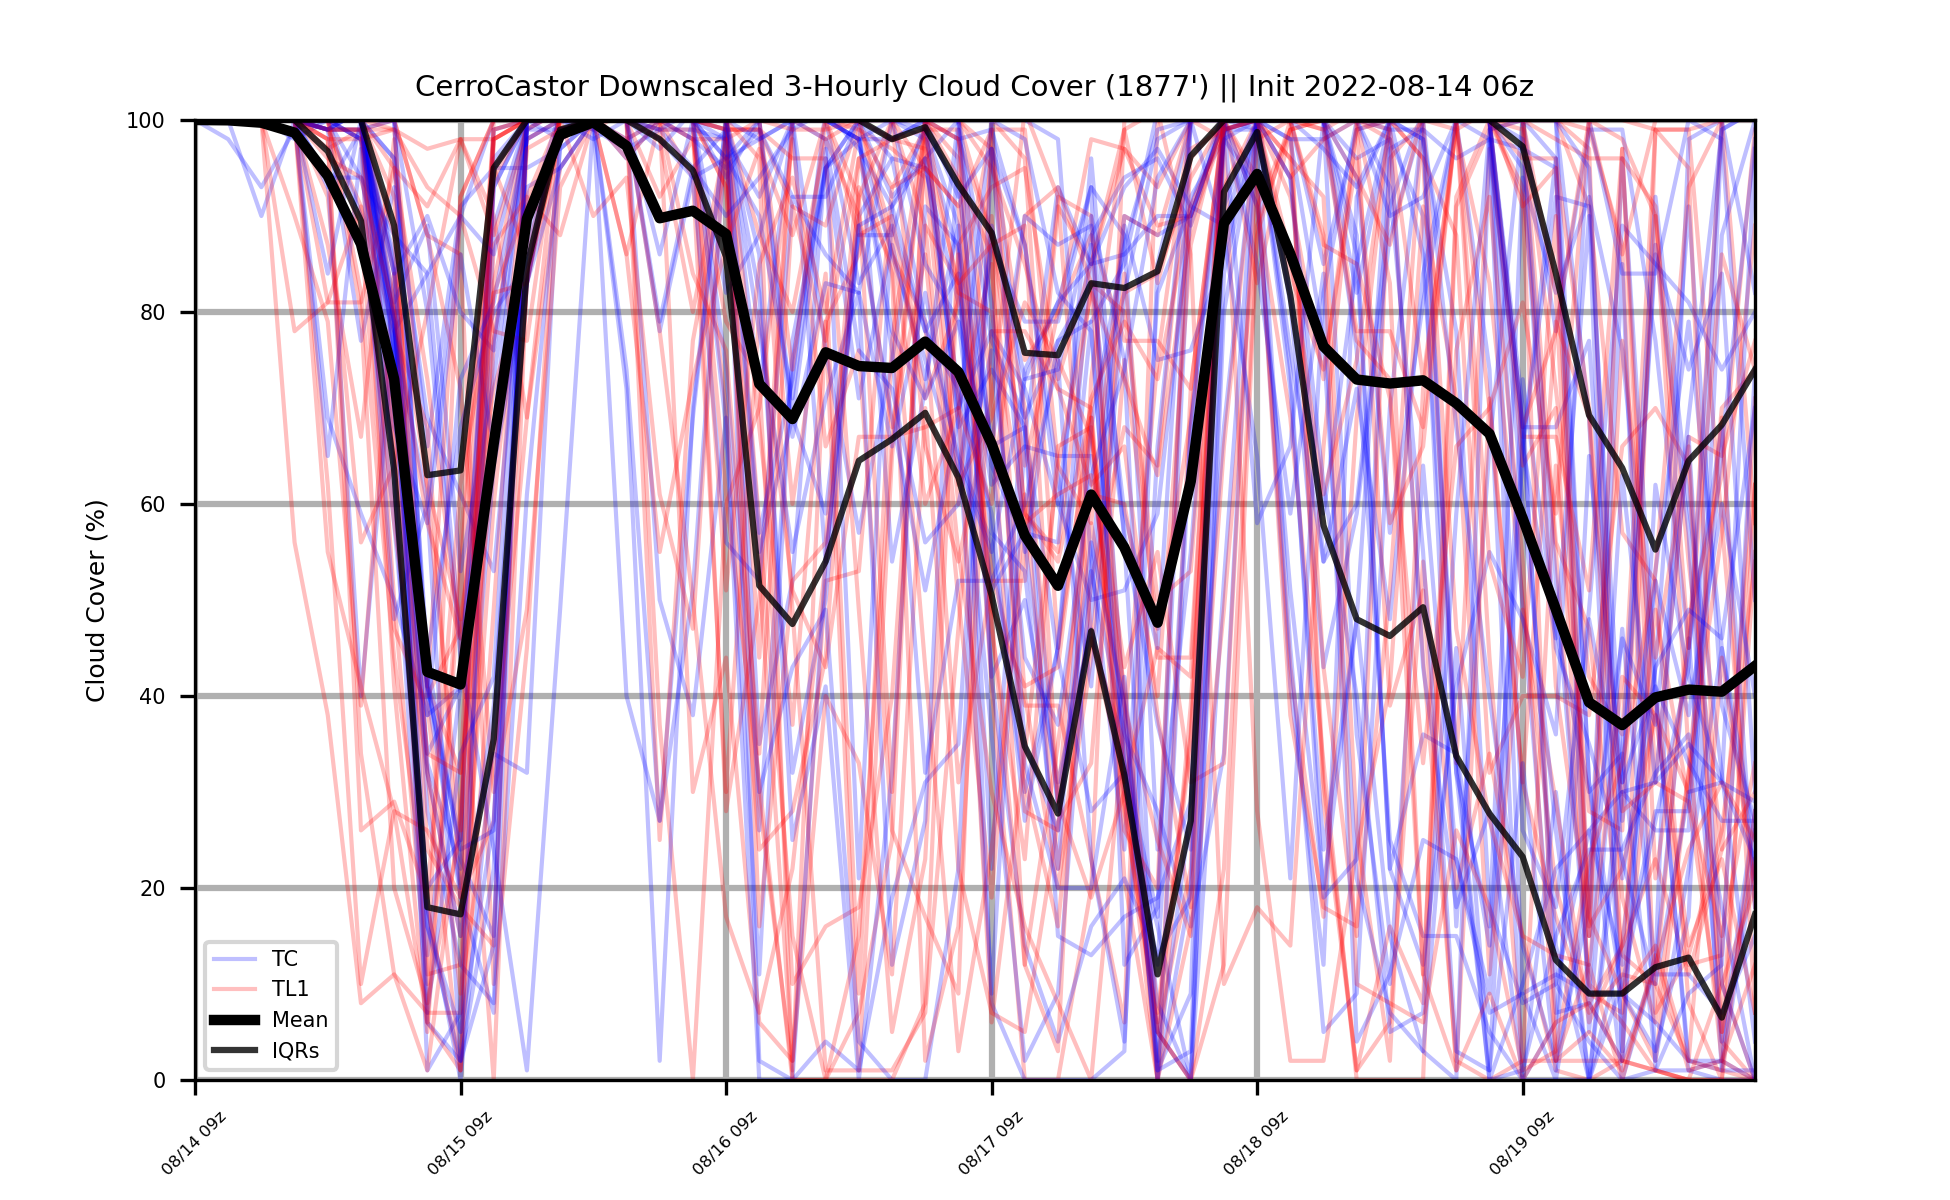 CerroCastor Downscaled 3-Hourly Cloud Cover (1877') || Init 2022-08-14 06z
Cloud Cover (%)
100
80
60
40
20
0
TC
TL1
Mean
IQRs
08/14 09z
08/15 09z
08/16 09z
08/17 09z
08/18 09z
08/19 09z